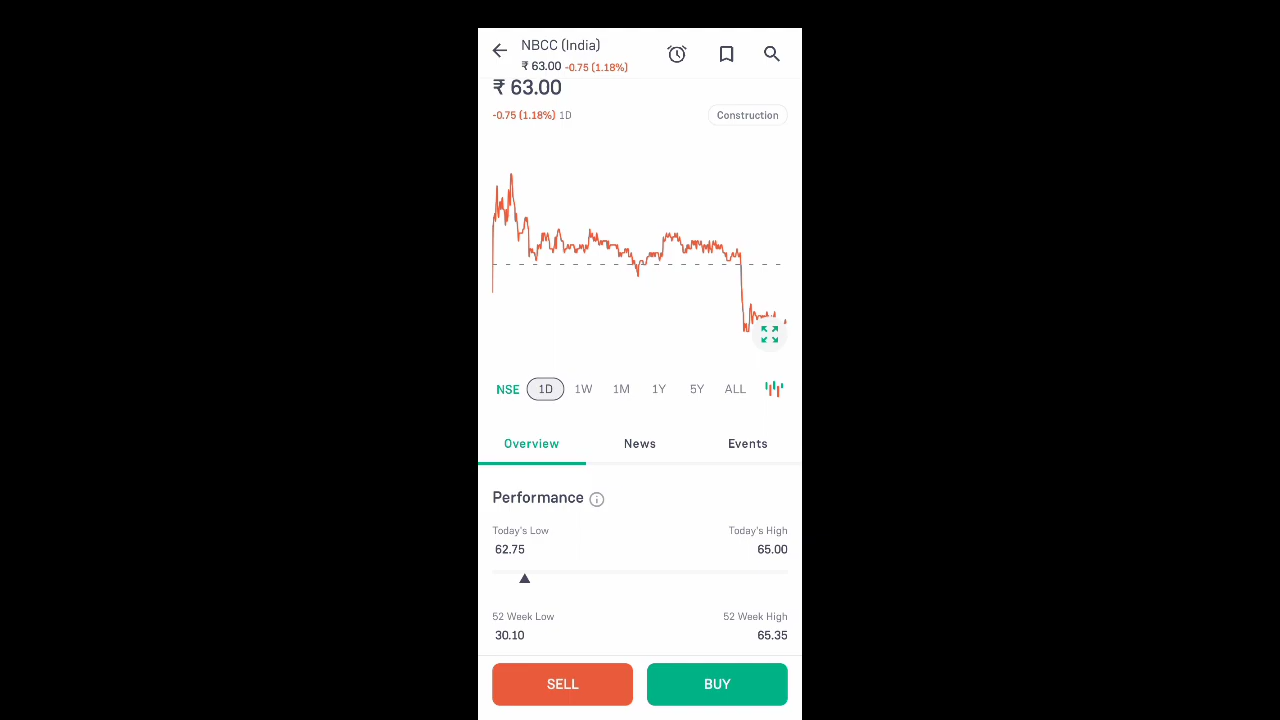 NBCC (India)
₹ 63.00 -0.75 (1.18%)
₹ 63.00
-0.75 (1.18%) 1D
Construction
NSE 1D 1W 1M 1Y 5Y ALL
Overview News Events
Performance
Today's Low Today's High
62.75 65.00
52 Week Low 52 Week High
30.10 65.35
SELL BUY